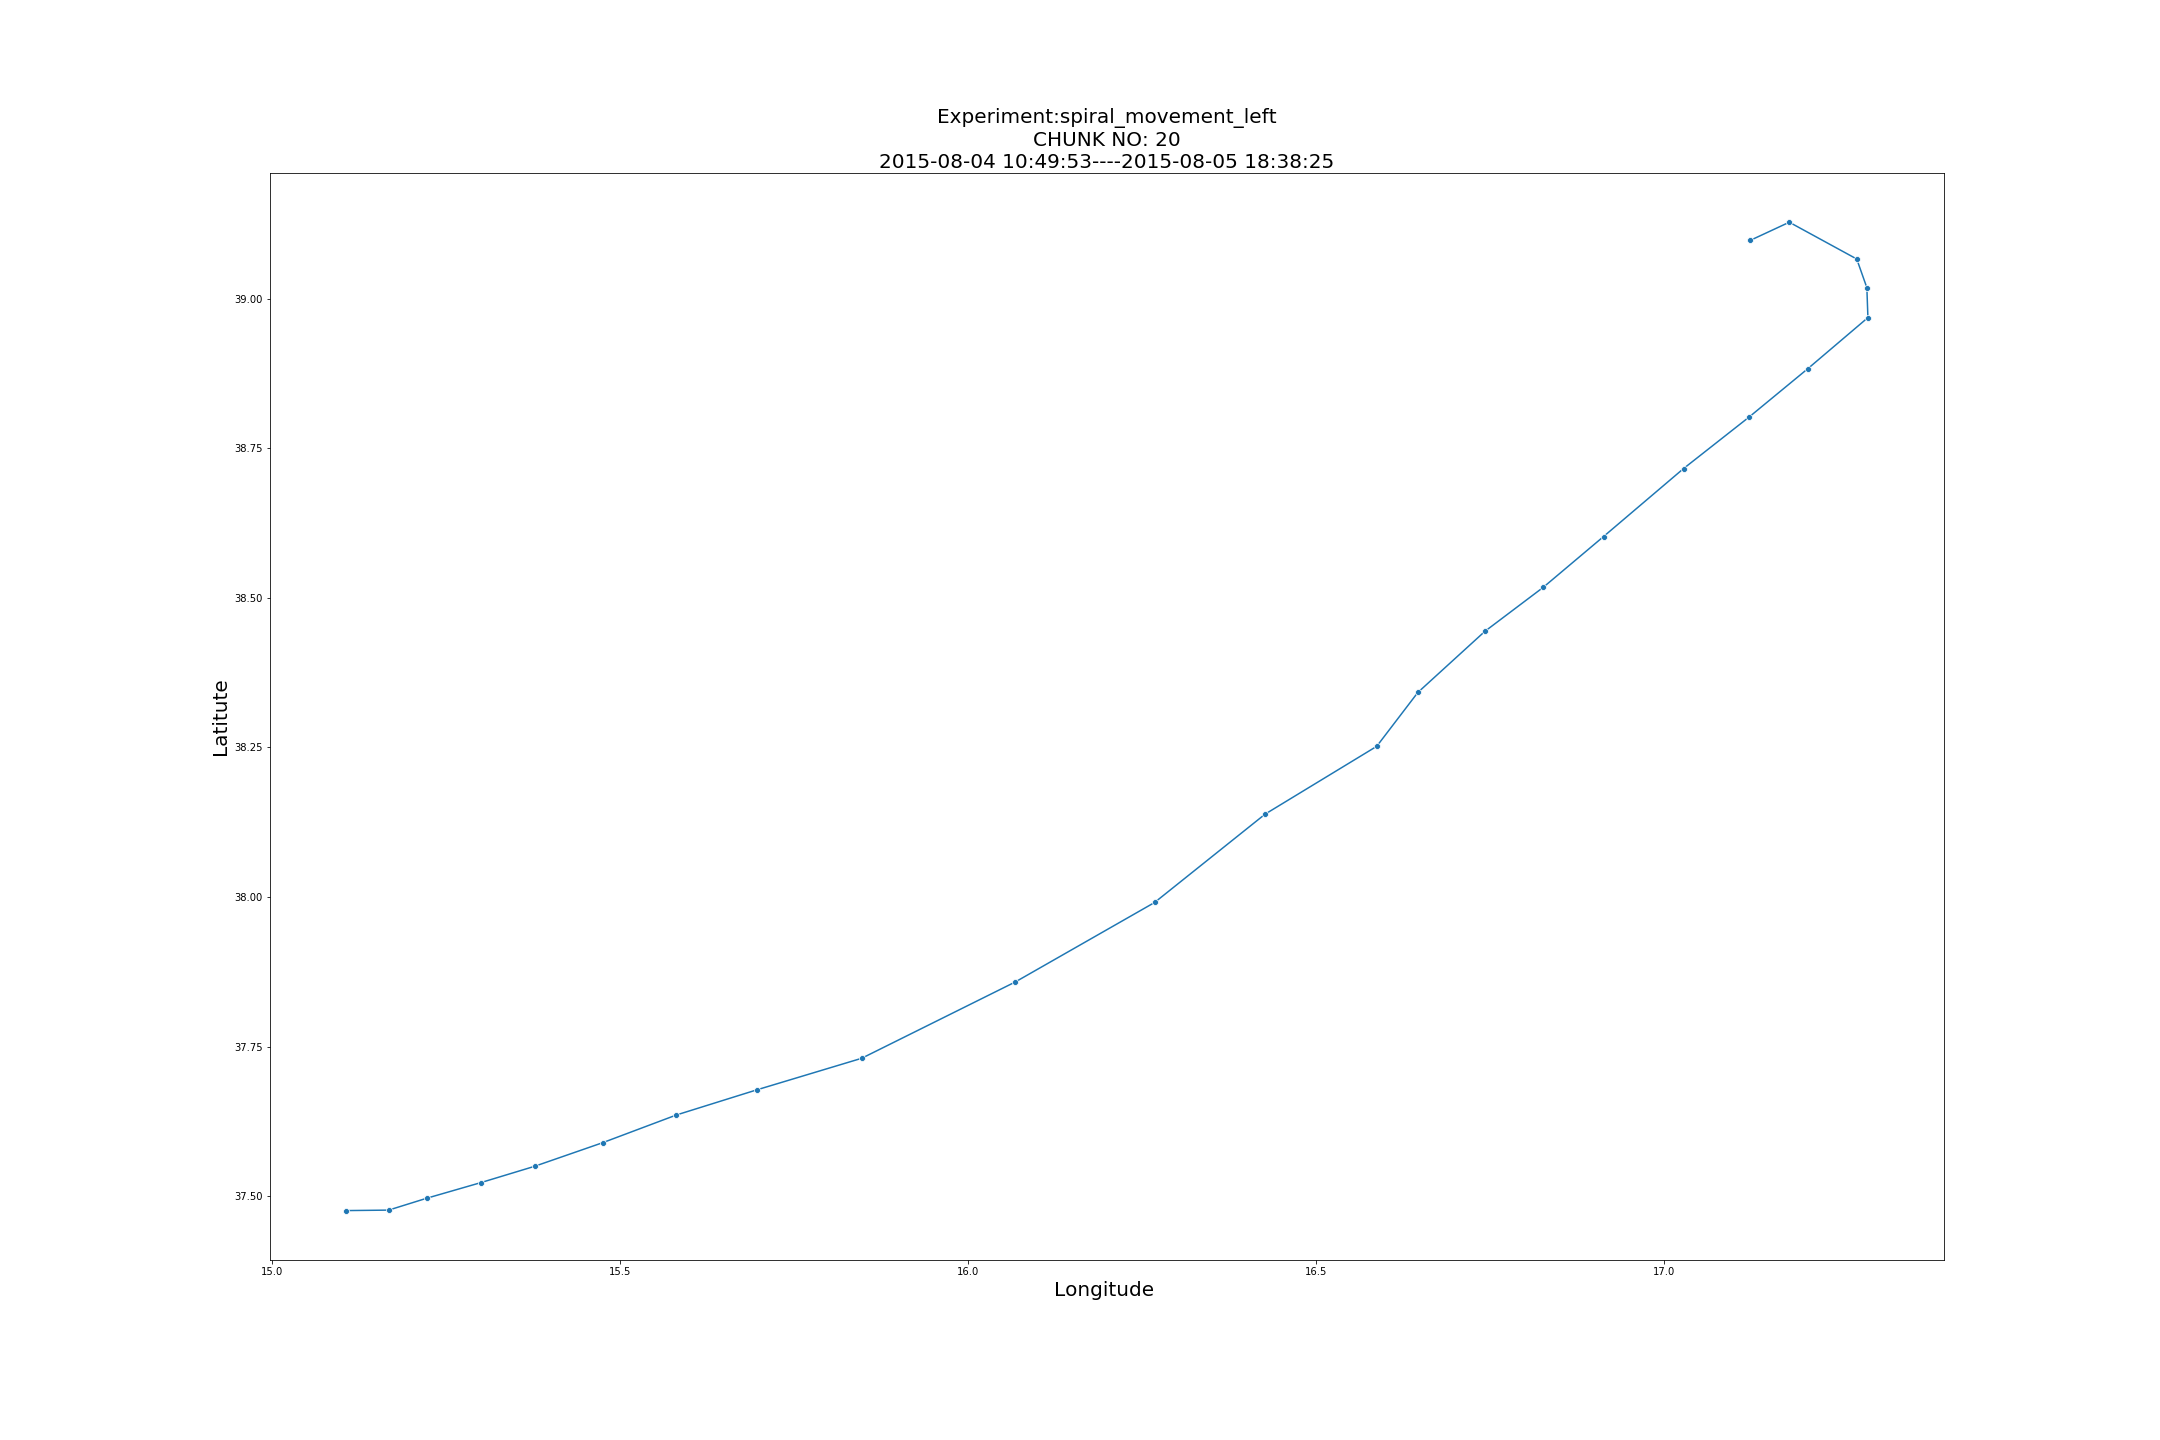 Experiment:spiral_movement_left
CHUNK NO: 20
2015-08-04 10:49:53----2015-08-05 18:38:25
39.00
38.75
38.50
38.25
38.00
37.75
37.50
Latitute
15.0
15.5
16.0
16.5
17.0
Longitude